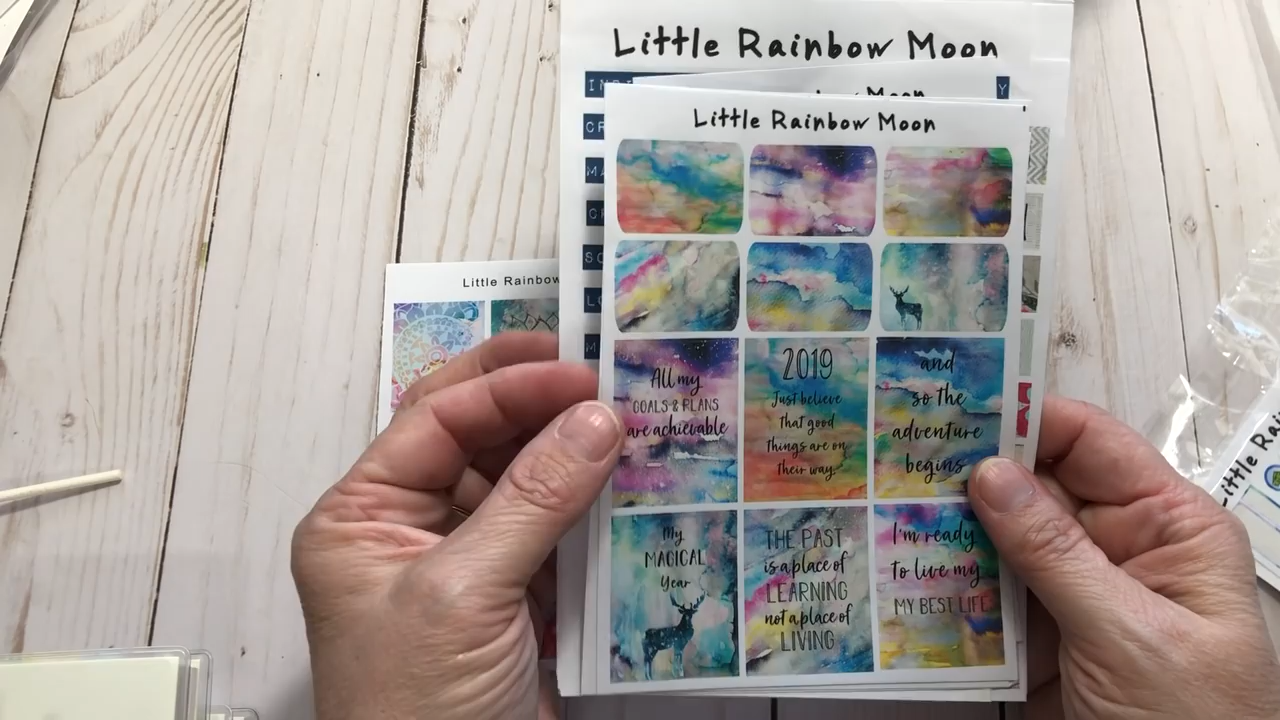 Little Rainbow Moon
Y
Moon
Little Rainbow Moon
Little Rainbow
All my
GOALS & PLANS
are achievable
2019
Just believe
that good
things are on
their way.
and
so the
adventure
begins
My
MAGICAL
Year
THE PAST
is a place of
LEARNING
not a place of
LIVING
I'm ready
to live my
MY BEST LIFE
Little